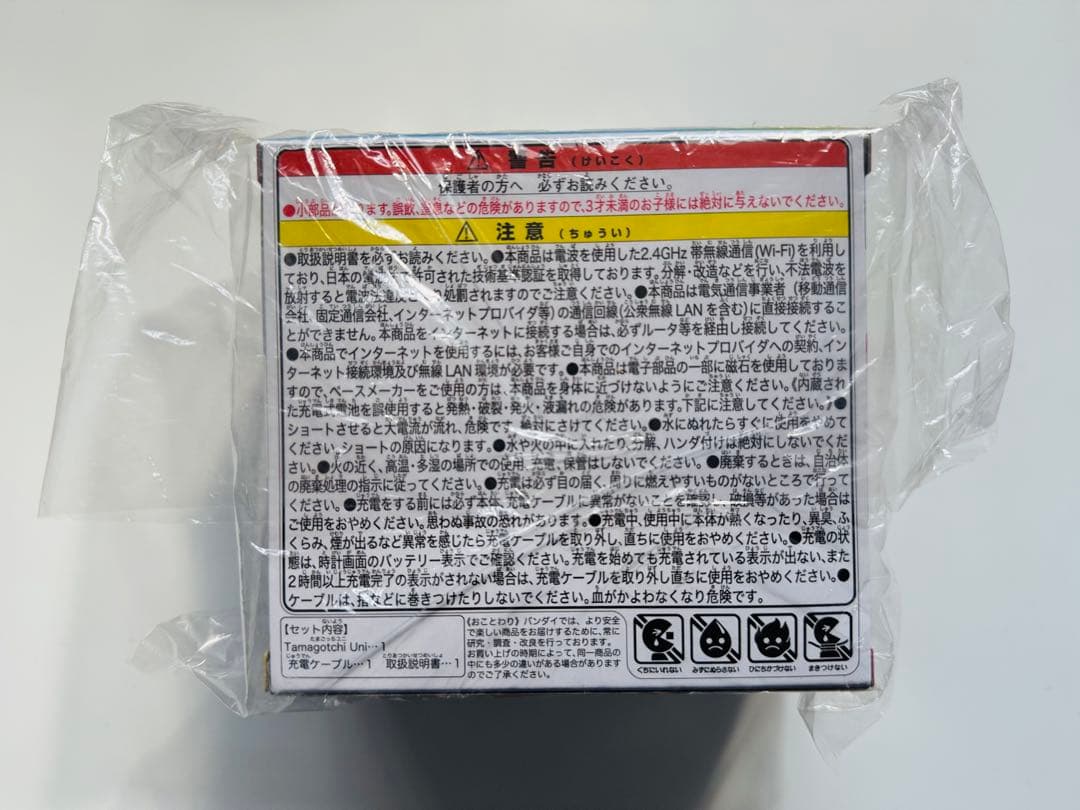 ⚠ 警告 (けいこく)
保護者の方へ 必ずお読みください。
●小部品があります。誤飲、窒息などの危険がありますので、3才未満のお子様には絶対に与えないでください。
⚠ 注意 (ちゅうい)
●取扱説明書を必ずお読みください。●本商品は電波を使用した2.4GHz 帯無線通信(Wi-Fi)を利用し
ており、日本の電波法で許可された技術基準認証を取得しております。分解・改造などを行い、不法電波を
放射すると電波法違反となり処罰されますのでご注意ください。●本商品は電気通信事業者 (移動通信
会社、固定通信会社、インターネットプロバイダ等)の通信回線(公衆無線LANを含む)に直接接続するこ
とができません。本商品をインターネットに接続する場合は、必ずルータ等を経由し接続してください。
●本商品でインターネットを使用するには、お客様ご自身でのインターネットプロバイダへの契約、イン
ターネット接続環境及び無線LAN環境が必要です。●本商品は電子部品の一部に磁石を使用しておりま
すので、ペースメーカーをご使用の方は、本商品を身体に近づけないようにご注意ください。《内蔵され
た充電式電池を誤使用すると発熱・破裂・発火・液漏れの危険があります。下記に注意してください。》●
ショートさせると大電流が流れ、危険です。絶対にさけてください。●水にぬれたらすぐに使用をやめて
ください。ショートの原因になります。●水や火の中に入れたり、分解、ハンダ付けは絶対にしないでくだ
さい。●火の近く、高温・多湿の場所での使用、充電、保管はしないでください。●廃棄するときは、自治体
の廃棄処理の指示に従ってください。●充電は必ず目の届く、周りに燃えやすいものがないところで行って
ください。●充電をする前には必ず本体、充電ケーブルに異常がないことを確認し、破損等があった場合は
ご使用をおやめください。思わぬ事故の恐れがあります。●充電中、使用中に本体が熱くなったり、異臭、ふ
くらみ、煙が出るなど異常を感じたら充電ケーブルを取り外し、直ちに使用をおやめください。●充電の状
態は、時計画面のバッテリー表示でご確認ください。充電を始めても充電されている表示が出ない、また
2時間以上充電完了の表示がされない場合は、充電ケーブルを取り外し直ちに使用をおやめください。●
ケーブルは、指などに巻きつけたりしないでください。血がかよわなくなり危険です。
【セット内容】
Tamagotchi Uni…1
充電ケーブル…1 取扱説明書…1
《おことわり》バンダイでは、より安全
で楽しい商品をお届けするために、常に
研究・調査・改良を行っております。
お買い上げの時期によって、同一商品の
中にも多少の違いがある場合があります
のでご了承ください。
くちにいれない みずにぬらさない ひにちかづけない まきつけない